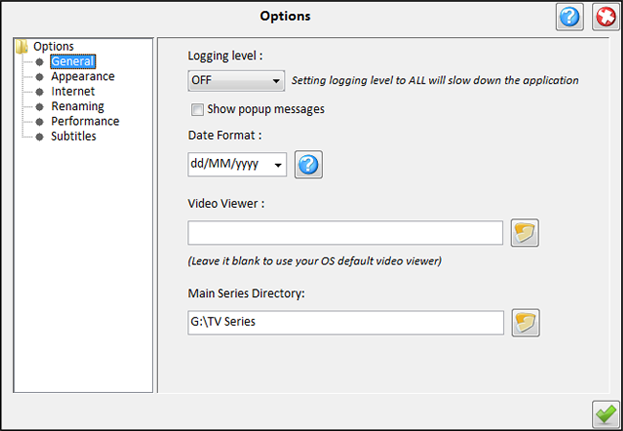 Options
Options
General
Appearance
Internet
Renaming
Performance
Subtitles
Logging level :
OFF Setting logging level to ALL will slow down the application
Show popup messages
Date Format :
dd/MM/yyyy
Video Viewer :
(Leave it blank to use your OS default video viewer)
Main Series Directory:
G:\TV Series